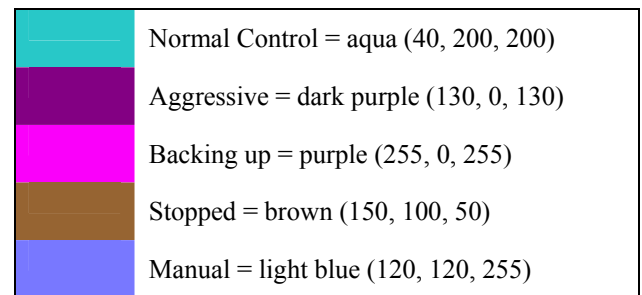 Normal Control = aqua (40, 200, 200)
Aggressive = dark purple (130, 0, 130)
Backing up = purple (255, 0, 255)
Stopped = brown (150, 100, 50)
Manual = light blue (120, 120, 255)